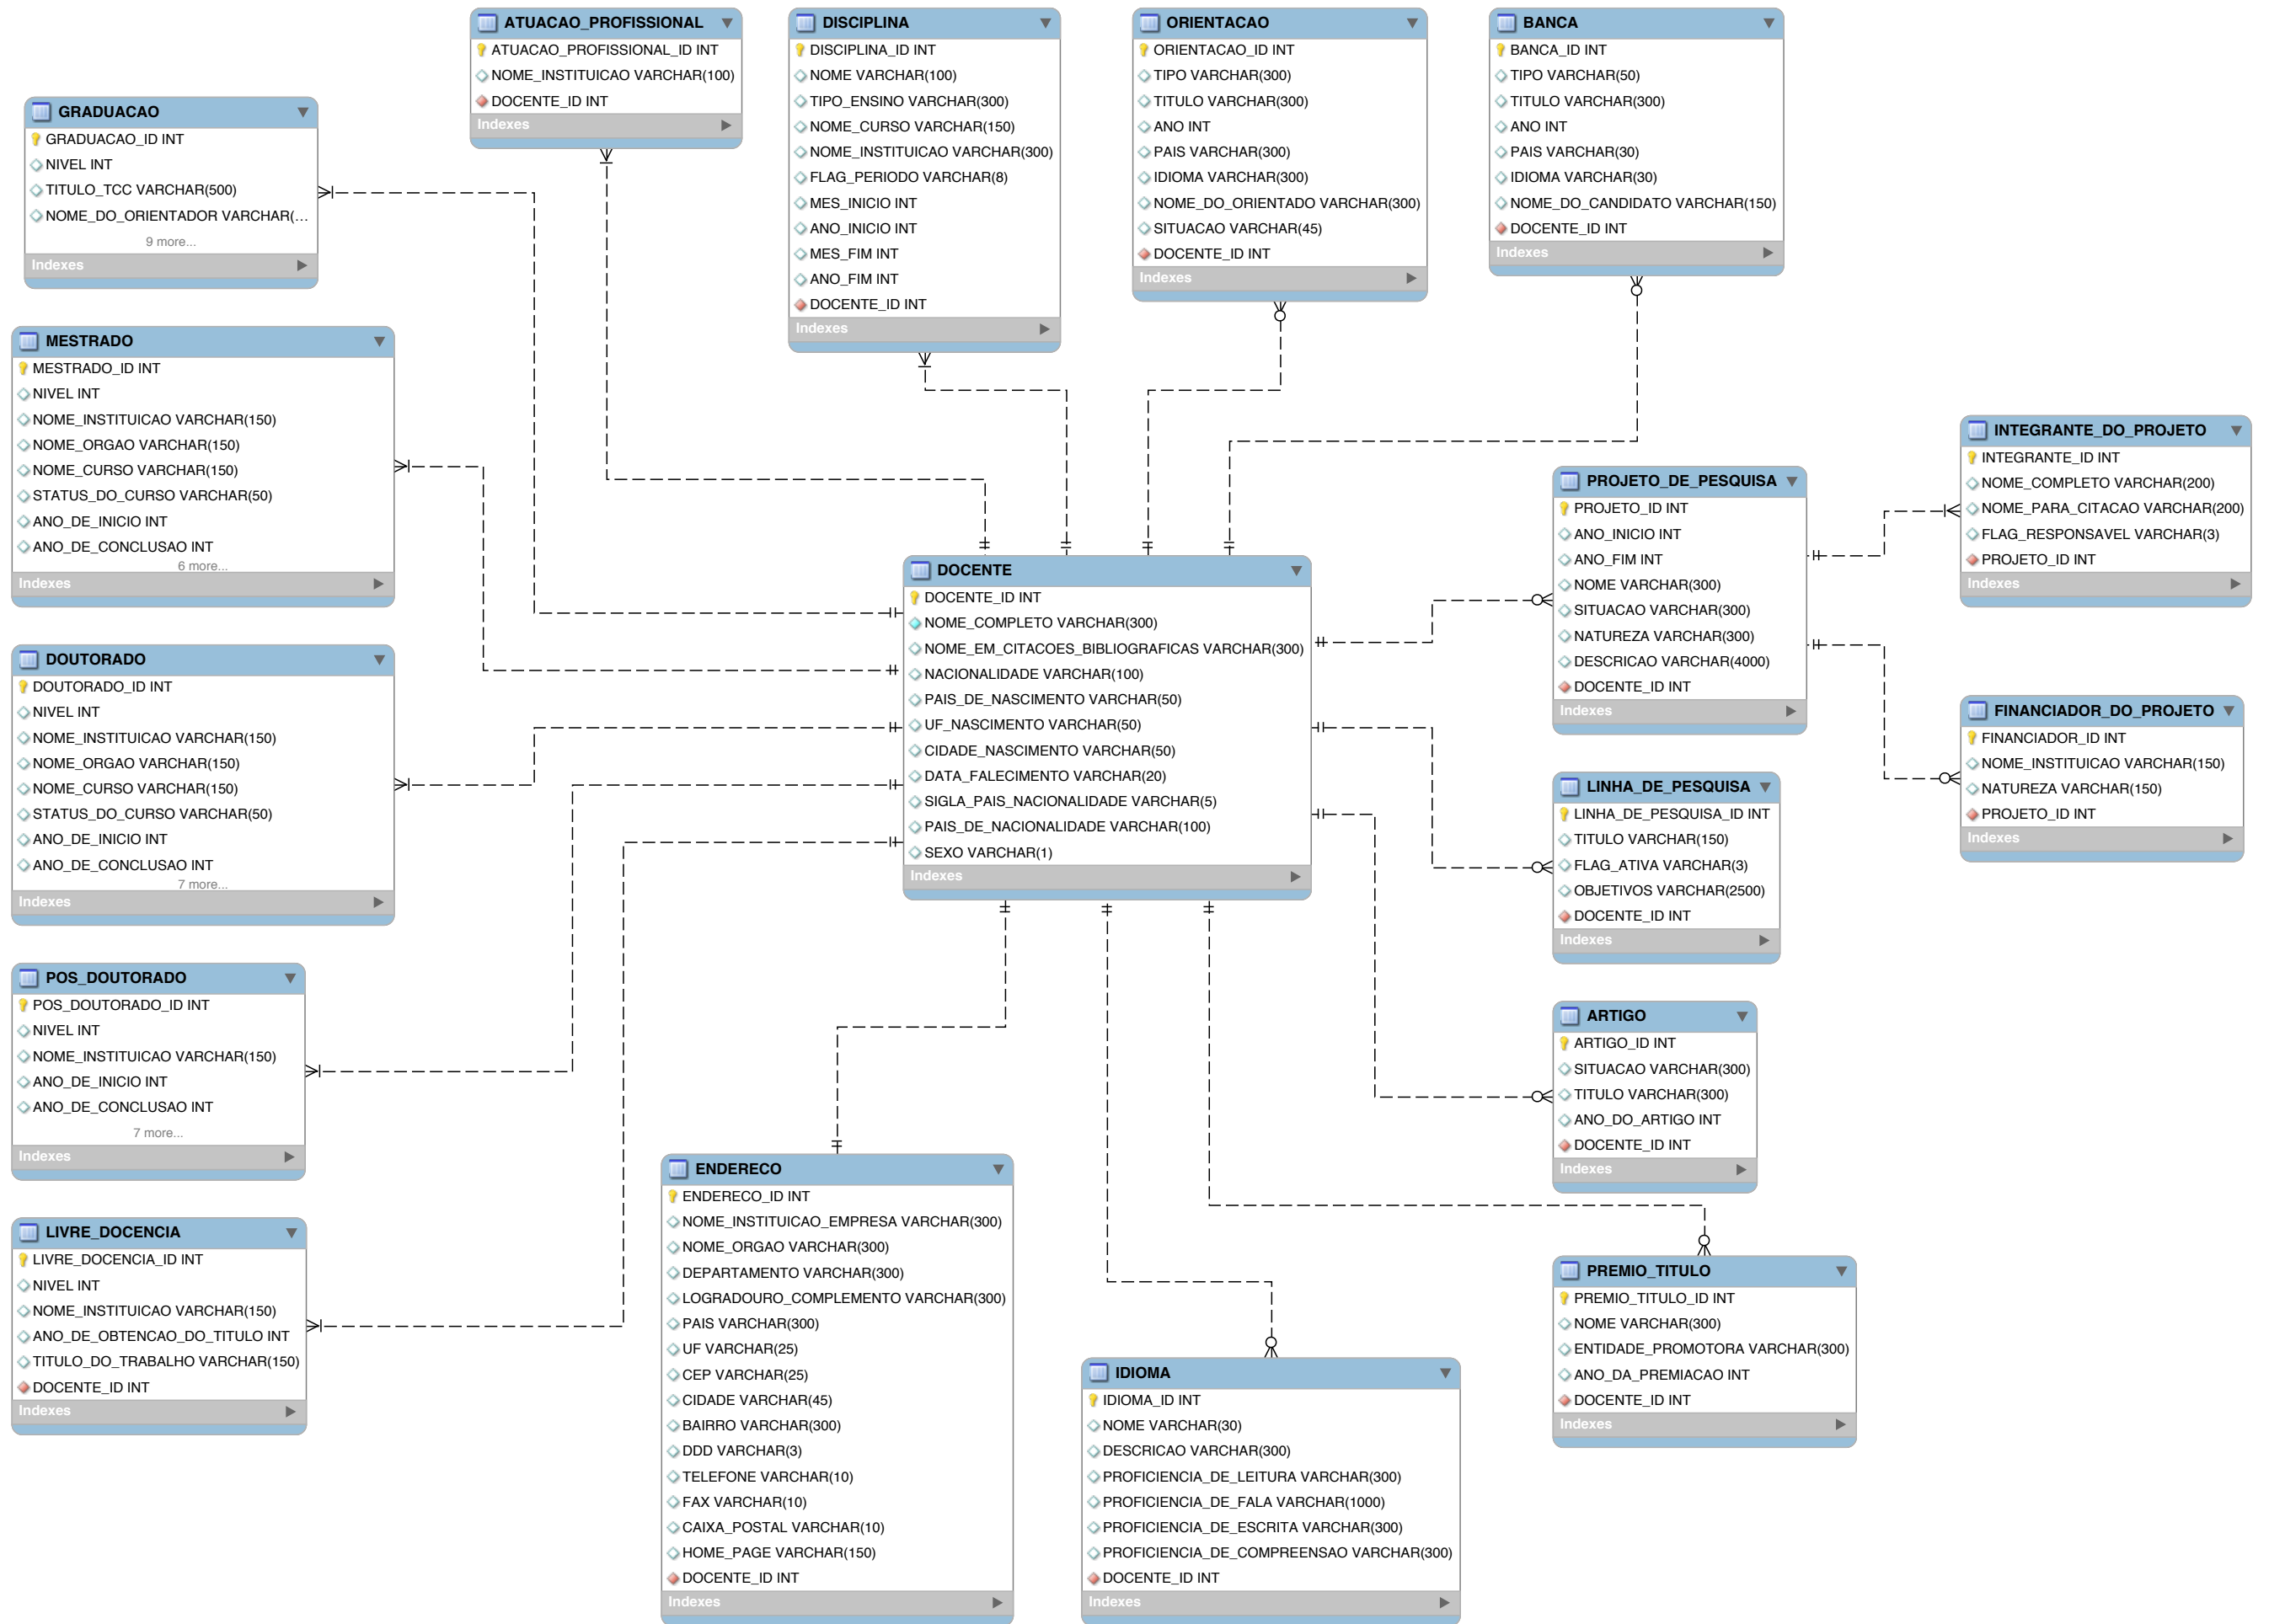 ATUACAO_PROFISSIONAL
ATUACAO_PROFISSIONAL_ID INT
NOME_INSTITUICAO VARCHAR(100)
DOCENTE_ID INT
Indexes
DISCIPLINA
DISCIPLINA_ID INT
NOME VARCHAR(100)
TIPO_ENSINO VARCHAR(300)
NOME_CURSO VARCHAR(150)
NOME_INSTITUICAO VARCHAR(300)
FLAG_PERIODO VARCHAR(8)
MES_INICIO INT
ANO_INICIO INT
MES_FIM INT
ANO_FIM INT
DOCENTE_ID INT
Indexes
ORIENTACAO
ORIENTACAO_ID INT
TIPO VARCHAR(300)
TITULO VARCHAR(300)
ANO INT
PAIS VARCHAR(300)
IDIOMA VARCHAR(300)
NOME_DO_ORIENTADO VARCHAR(300)
SITUACAO VARCHAR(45)
DOCENTE_ID INT
Indexes
BANCA
BANCA_ID INT
TIPO VARCHAR(50)
TITULO VARCHAR(300)
ANO INT
PAIS VARCHAR(30)
IDIOMA VARCHAR(30)
NOME_DO_CANDIDATO VARCHAR(150)
DOCENTE_ID INT
Indexes
GRADUACAO
GRADUACAO_ID INT
NIVEL INT
TITULO_TCC VARCHAR(500)
NOME_DO_ORIENTADOR VARCHAR(...
9 more...
Indexes
MESTRADO
MESTRADO_ID INT
NIVEL INT
NOME_INSTITUICAO VARCHAR(150)
NOME_ORGAO VARCHAR(150)
NOME_CURSO VARCHAR(150)
STATUS_DO_CURSO VARCHAR(50)
ANO_DE_INICIO INT
ANO_DE_CONCLUSAO INT
6 more...
Indexes
DOUTORADO
DOUTORADO_ID INT
NIVEL INT
NOME_INSTITUICAO VARCHAR(150)
NOME_ORGAO VARCHAR(150)
NOME_CURSO VARCHAR(150)
STATUS_DO_CURSO VARCHAR(50)
ANO_DE_INICIO INT
ANO_DE_CONCLUSAO INT
7 more...
Indexes
POS_DOUTORADO
POS_DOUTORADO_ID INT
NIVEL INT
NOME_INSTITUICAO VARCHAR(150)
ANO_DE_INICIO INT
ANO_DE_CONCLUSAO INT
7 more...
Indexes
LIVRE_DOCENCIA
LIVRE_DOCENCIA_ID INT
NIVEL INT
NOME_INSTITUICAO VARCHAR(150)
ANO_DE_OBTENCAO_DO_TITULO INT
TITULO_DO_TRABALHO VARCHAR(150)
DOCENTE_ID INT
Indexes
DOCENTE
DOCENTE_ID INT
NOME_COMPLETO VARCHAR(300)
NOME_EM_CITACOES_BIBLIOGRAFICAS VARCHAR(300)
NACIONALIDADE VARCHAR(100)
PAIS_DE_NASCIMENTO VARCHAR(50)
UF_NASCIMENTO VARCHAR(50)
CIDADE_NASCIMENTO VARCHAR(50)
DATA_FALECIMENTO VARCHAR(20)
SIGLA_PAIS_NACIONALIDADE VARCHAR(5)
PAIS_DE_NACIONALIDADE VARCHAR(100)
SEXO VARCHAR(1)
Indexes
PROJETO_DE_PESQUISA
PROJETO_ID INT
ANO_INICIO INT
ANO_FIM INT
NOME VARCHAR(300)
SITUACAO VARCHAR(300)
NATUREZA VARCHAR(300)
DESCRICAO VARCHAR(4000)
DOCENTE_ID INT
Indexes
INTEGRANTE_DO_PROJETO
INTEGRANTE_ID INT
NOME_COMPLETO VARCHAR(200)
NOME_PARA_CITACAO VARCHAR(200)
FLAG_RESPONSAVEL VARCHAR(3)
PROJETO_ID INT
Indexes
FINANCIADOR_DO_PROJETO
FINANCIADOR_ID INT
NOME_INSTITUICAO VARCHAR(150)
NATUREZA VARCHAR(150)
PROJETO_ID INT
Indexes
LINHA_DE_PESQUISA
LINHA_DE_PESQUISA_ID INT
TITULO VARCHAR(150)
FLAG_ATIVA VARCHAR(3)
OBJETIVOS VARCHAR(2500)
DOCENTE_ID INT
Indexes
ARTIGO
ARTIGO_ID INT
SITUACAO VARCHAR(300)
TITULO VARCHAR(300)
ANO_DO_ARTIGO INT
DOCENTE_ID INT
Indexes
ENDERECO
ENDERECO_ID INT
NOME_INSTITUICAO_EMPRESA VARCHAR(300)
NOME_ORGAO VARCHAR(300)
DEPARTAMENTO VARCHAR(300)
LOGRADOURO_COMPLEMENTO VARCHAR(300)
PAIS VARCHAR(300)
UF VARCHAR(25)
CEP VARCHAR(25)
CIDADE VARCHAR(45)
BAIRRO VARCHAR(300)
DDD VARCHAR(3)
TELEFONE VARCHAR(10)
FAX VARCHAR(10)
CAIXA_POSTAL VARCHAR(10)
HOME_PAGE VARCHAR(150)
DOCENTE_ID INT
Indexes
IDIOMA
IDIOMA_ID INT
NOME VARCHAR(30)
DESCRICAO VARCHAR(300)
PROFICIENCIA_DE_LEITURA VARCHAR(300)
PROFICIENCIA_DE_FALA VARCHAR(1000)
PROFICIENCIA_DE_ESCRITA VARCHAR(300)
PROFICIENCIA_DE_COMPREENSAO VARCHAR(300)
DOCENTE_ID INT
Indexes
PREMIO_TITULO
PREMIO_TITULO_ID INT
NOME VARCHAR(300)
ENTIDADE_PROMOTORA VARCHAR(300)
ANO_DA_PREMIACAO INT
DOCENTE_ID INT
Indexes